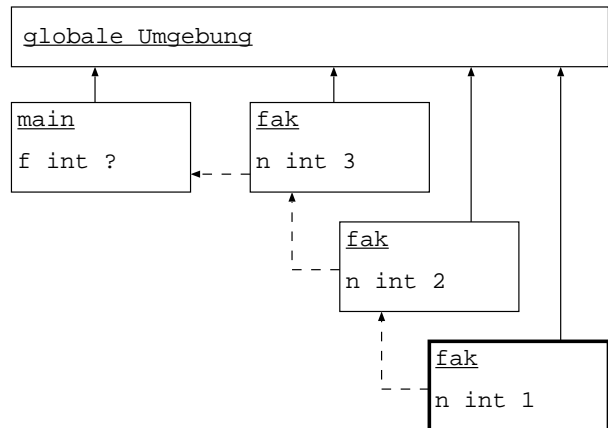 globale Umgebung
main
f int ?
fak
n int 3
fak
n int 2
fak
n int 1